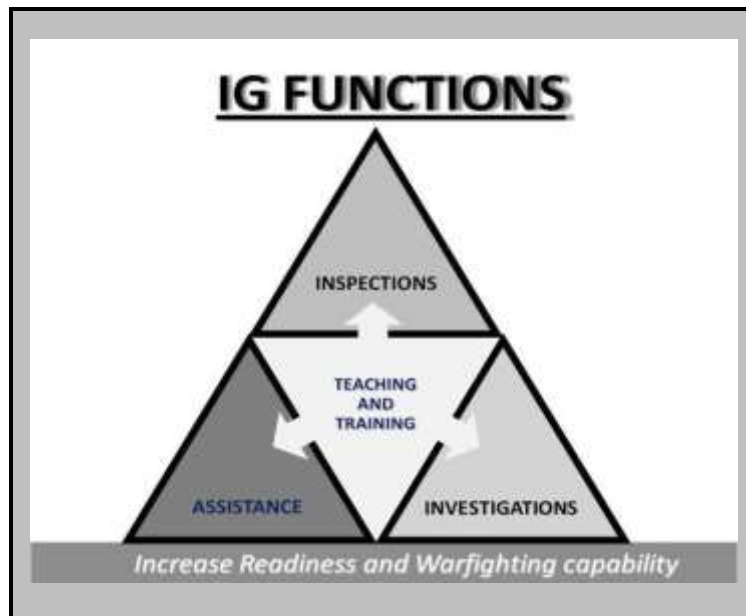 IG FUNCTIONS
INSPECTIONS
TEACHING
AND
TRAINING
ASSISTANCE
INVESTIGATIONS
Increase Readiness and Warfighting capability